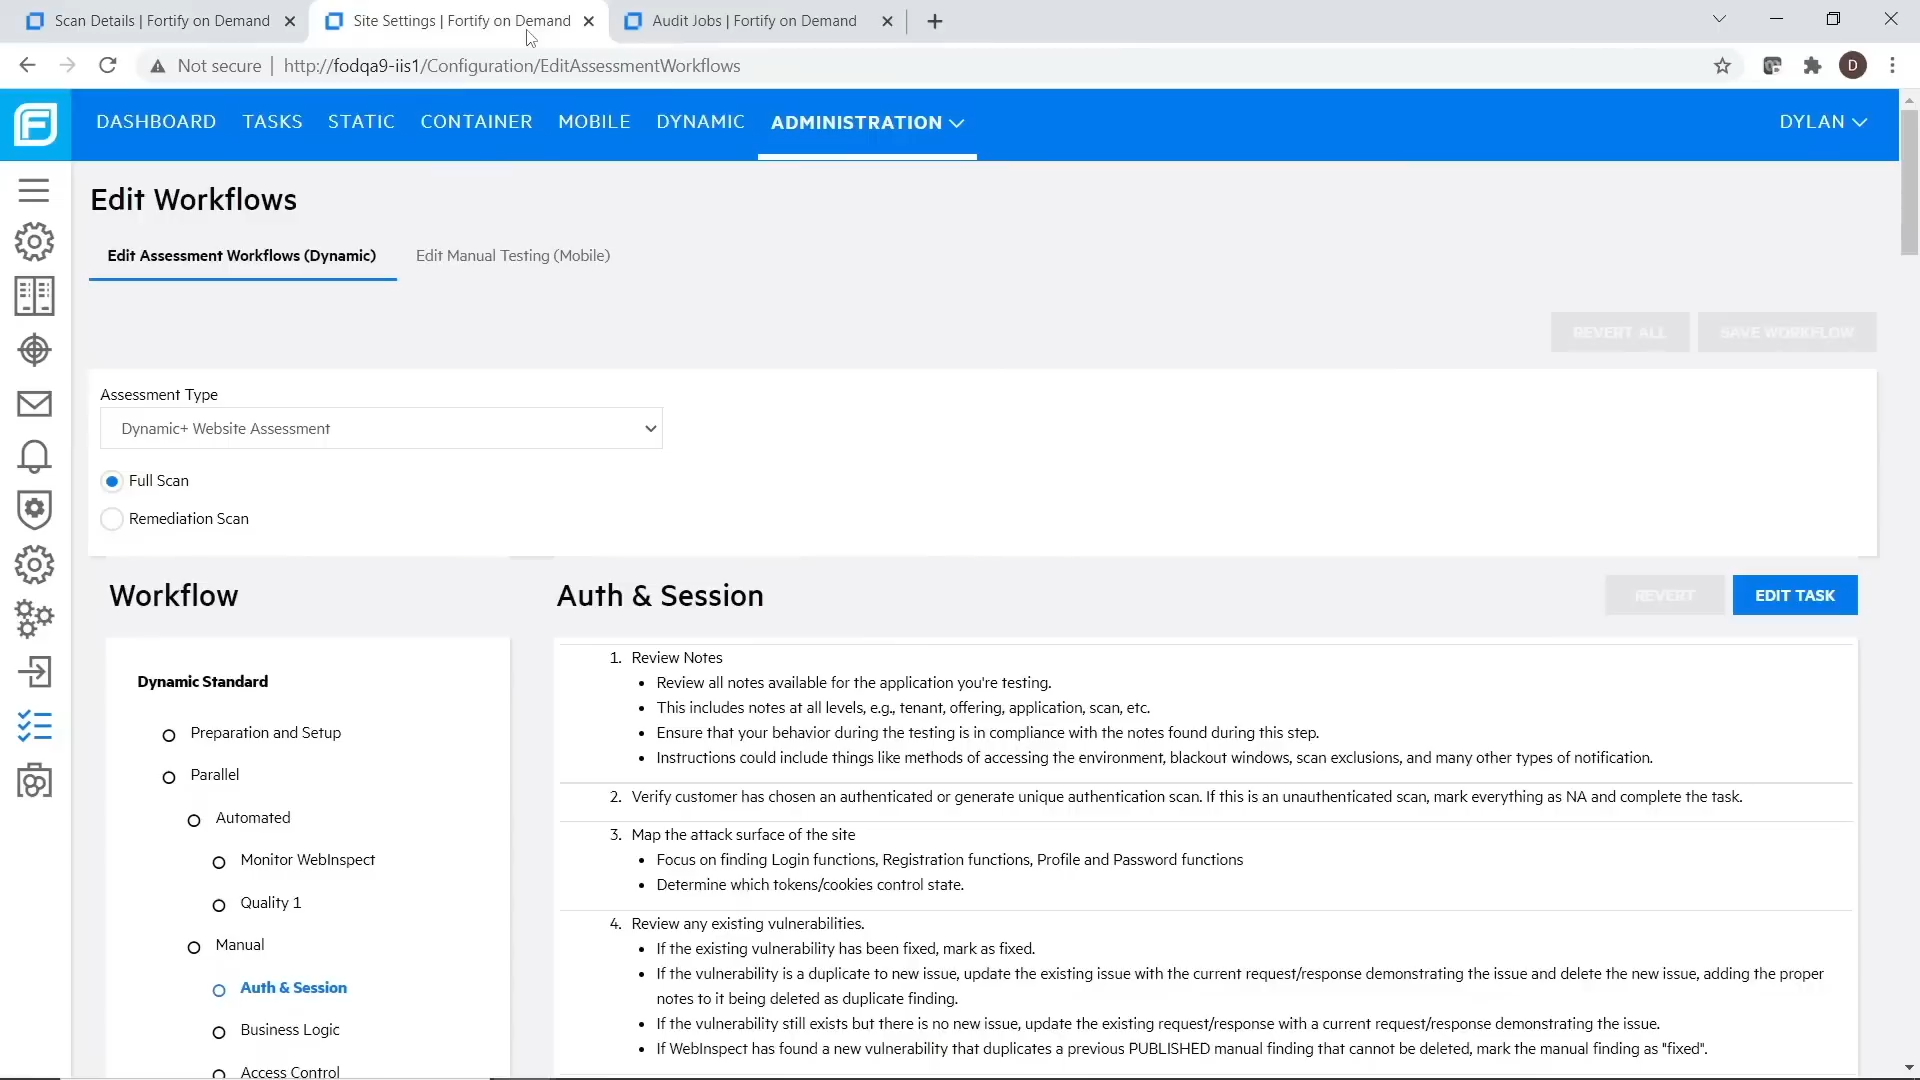 Scan Details | Fortify on Demand
Site Settings | Fortify on Demand
Audit Jobs | Fortify on Demand
Not secure | http://fodqa9-iis1/Configuration/EditAssessmentWorkflows
D
F
DASHBOARD TASKS STATIC CONTAINER MOBILE DYNAMIC ADMINISTRATION
DYLAN
Edit Workflows
Edit Assessment Workflows (Dynamic)
Edit Manual Testing (Mobile)
REVERT ALL
SAVE WORKFLOW
Assessment Type
Dynamic+ Website Assessment
Full Scan
Remediation Scan
Workflow
Dynamic Standard
Preparation and Setup
Parallel
Automated
Monitor WebInspect
Quality 1
Manual
Auth & Session
Business Logic
Access Control
Auth & Session
REVERT
EDIT TASK
1. Review Notes
• Review all notes available for the application you're testing.
• This includes notes at all levels, e.g., tenant, offering, application, scan, etc.
• Ensure that your behavior during the testing is in compliance with the notes found during this step.
• Instructions could include things like methods of accessing the environment, blackout windows, scan exclusions, and many other types of notification.
2. Verify customer has chosen an authenticated or generate unique authentication scan. If this is an unauthenticated scan, mark everything as NA and complete the task.
3. Map the attack surface of the site
• Focus on finding Login functions, Registration functions, Profile and Password functions
• Determine which tokens/cookies control state.
4. Review any existing vulnerabilities.
• If the existing vulnerability has been fixed, mark as fixed.
• If the vulnerability is a duplicate to new issue, update the existing issue with the current request/response demonstrating the issue and delete the new issue, adding the proper
notes to it being deleted as duplicate finding.
• If the vulnerability still exists but there is no new issue, update the existing request/response with a current request/response demonstrating the issue.
• If WebInspect has found a new vulnerability that duplicates a previous PUBLISHED manual finding that cannot be deleted, mark the manual finding as "fixed".